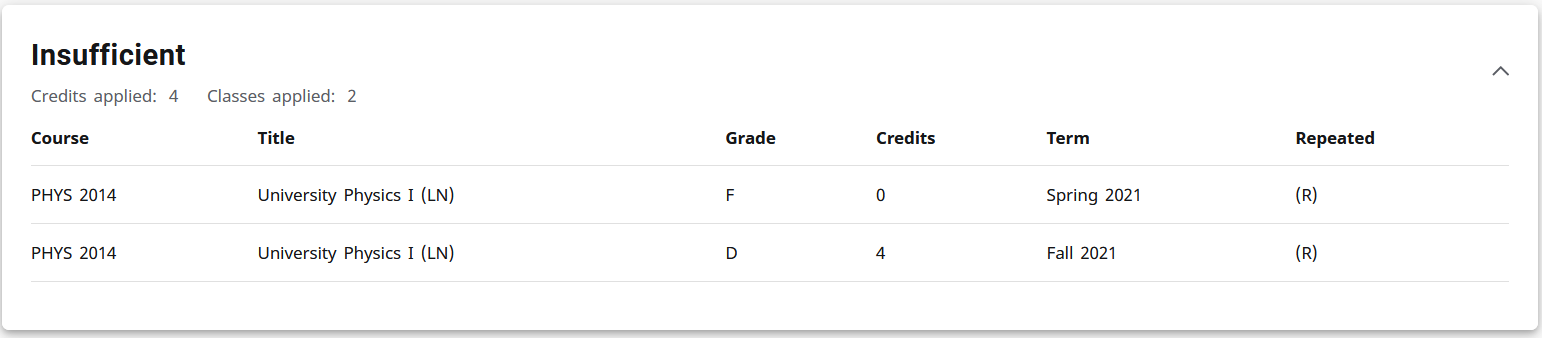 Insufficient
Credits applied: 4 Classes applied: 2
Course Title Grade Credits Term Repeated
PHYS 2014 University Physics I (LN) F 0 Spring 2021 (R)
PHYS 2014 University Physics I (LN) D 4 Fall 2021 (R)